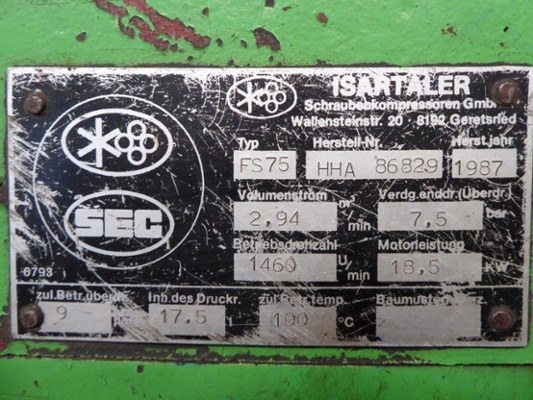 ISARTALER
Schraubenkompressoren GmbH
Wallensteinstr. 20 8192 Geretsried
Typ Herstell-Nr. Herst.jahr
FS75 HHA 86829 1987
Volumenstrom Verdg.enddr.(Überdr.)
2,94 m³/min 7,5 bar
Betriebsdrehzahl Motorleistung
1460 U/min 18,5 KW
SEC
6793
zul.Betr.überdr. Inh.des Druckr. zul.Betr.temp. Baumusterkennz.
9 17,5 100 °C